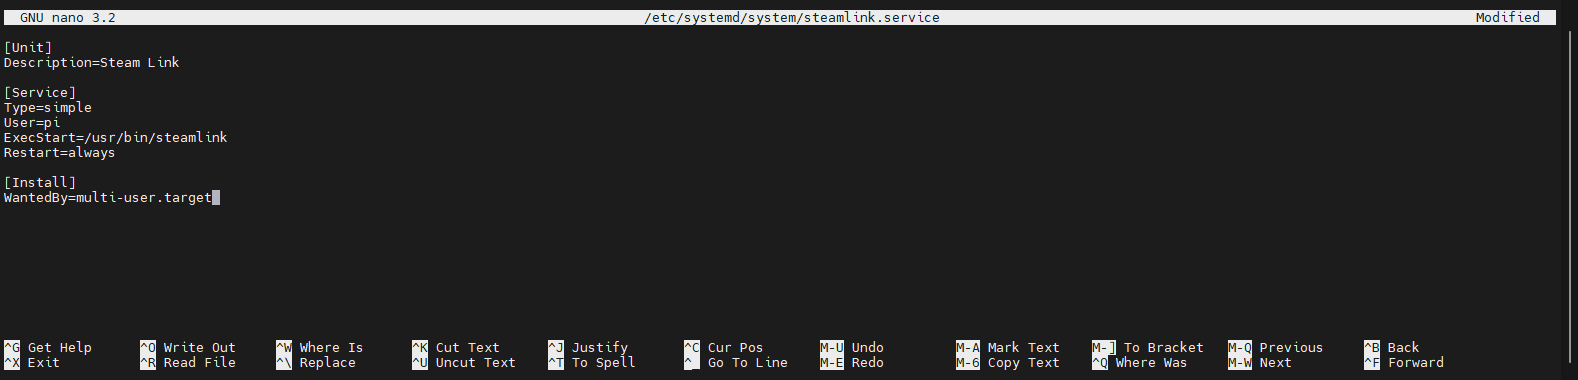 GNU nano 3.2 /etc/systemd/system/steamlink.service Modified
[Unit]
Description=Steam Link
[Service]
Type=simple
User=pi
ExecStart=/usr/bin/steamlink
Restart=always
[Install]
WantedBy=multi-user.target
^G Get Help ^O Write Out ^W Where Is ^K Cut Text ^J Justify ^C Cur Pos M-U Undo M-A Mark Text M-] To Bracket M-Q Previous ^B Back
^X Exit ^R Read File ^\ Replace ^U Uncut Text ^T To Spell ^_ Go To Line M-E Redo M-6 Copy Text ^Q Where Was M-W Next ^F Forward